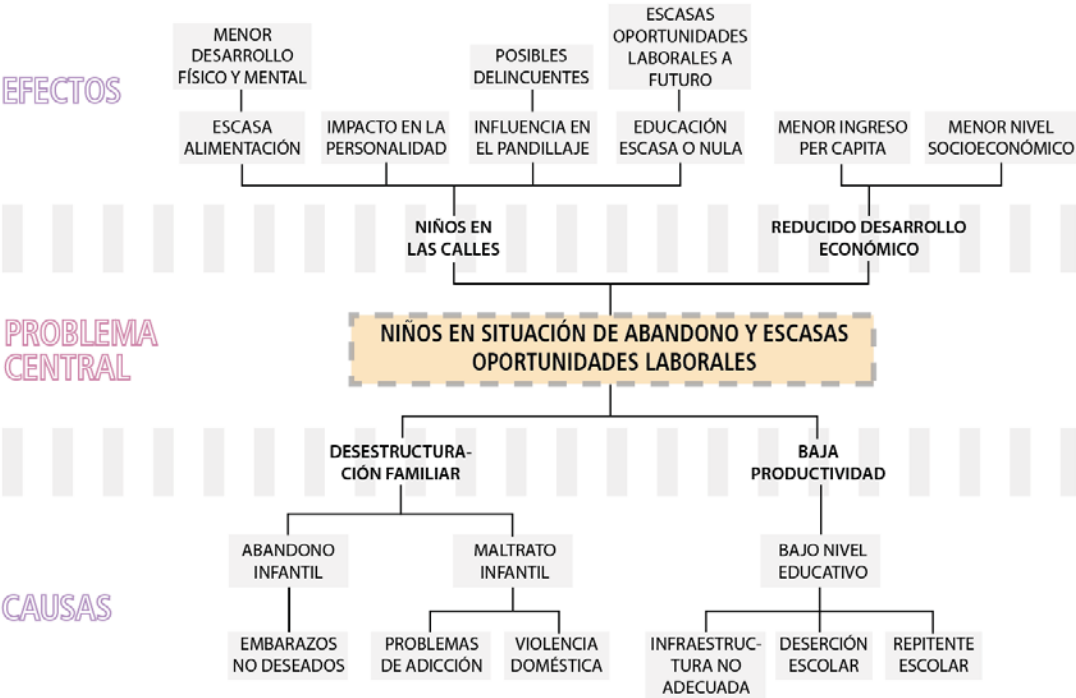 EFECTOS
MENOR
DESARROLLO
FÍSICO Y MENTAL
POSIBLES
DELINCUENTES
ESCASAS
OPORTUNIDADES
LABORALES A
FUTURO
ESCASA
ALIMENTACIÓN
IMPACTO EN LA
PERSONALIDAD
INFLUENCIA EN
EL PANDILLAJE
EDUCACIÓN
ESCASA O NULA
MENOR INGRESO
PER CAPITA
MENOR NIVEL
SOCIOECONÓMICO
NIÑOS EN
LAS CALLES
REDUCIDO DESARROLLO
ECONÓMICO
PROBLEMA
CENTRAL
NIÑOS EN SITUACIÓN DE ABANDONO Y ESCASAS
OPORTUNIDADES LABORALES
DESESTRUCTURA-
CIÓN FAMILIAR
BAJA
PRODUCTIVIDAD
CAUSAS
ABANDONO
INFANTIL
MALTRATO
INFANTIL
BAJO NIVEL
EDUCATIVO
EMBARAZOS
NO DESEADOS
PROBLEMAS
DE ADICCIÓN
VIOLENCIA
DOMÉSTICA
INFRAESTRUC-
TURA NO
ADECUADA
DESERCIÓN
ESCOLAR
REPITENTE
ESCOLAR